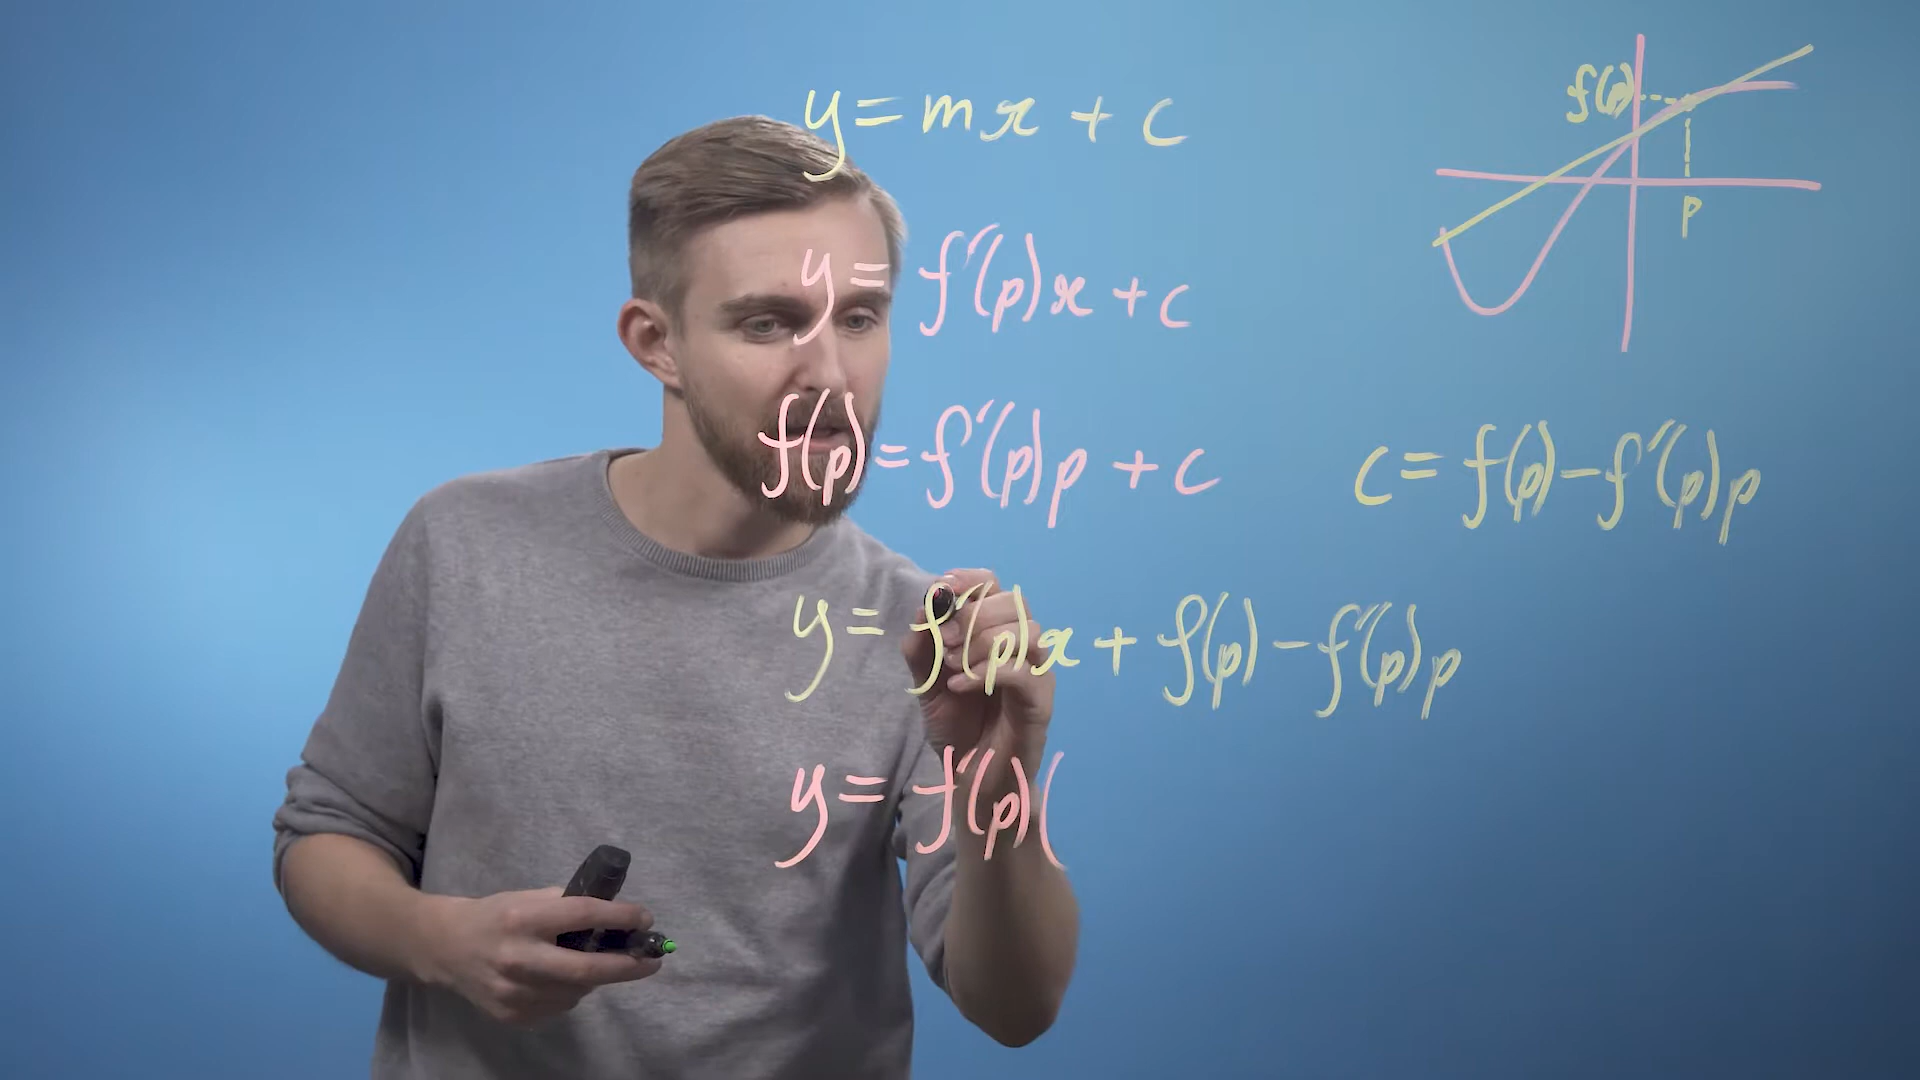 y = mx + c
f(p)
p
y = f'(p)x + c
f(p) = f'(p)p + c
c = f(p) - f'(p)p
y = f'(p)x + f(p) - f'(p)p
y = f'(p)(